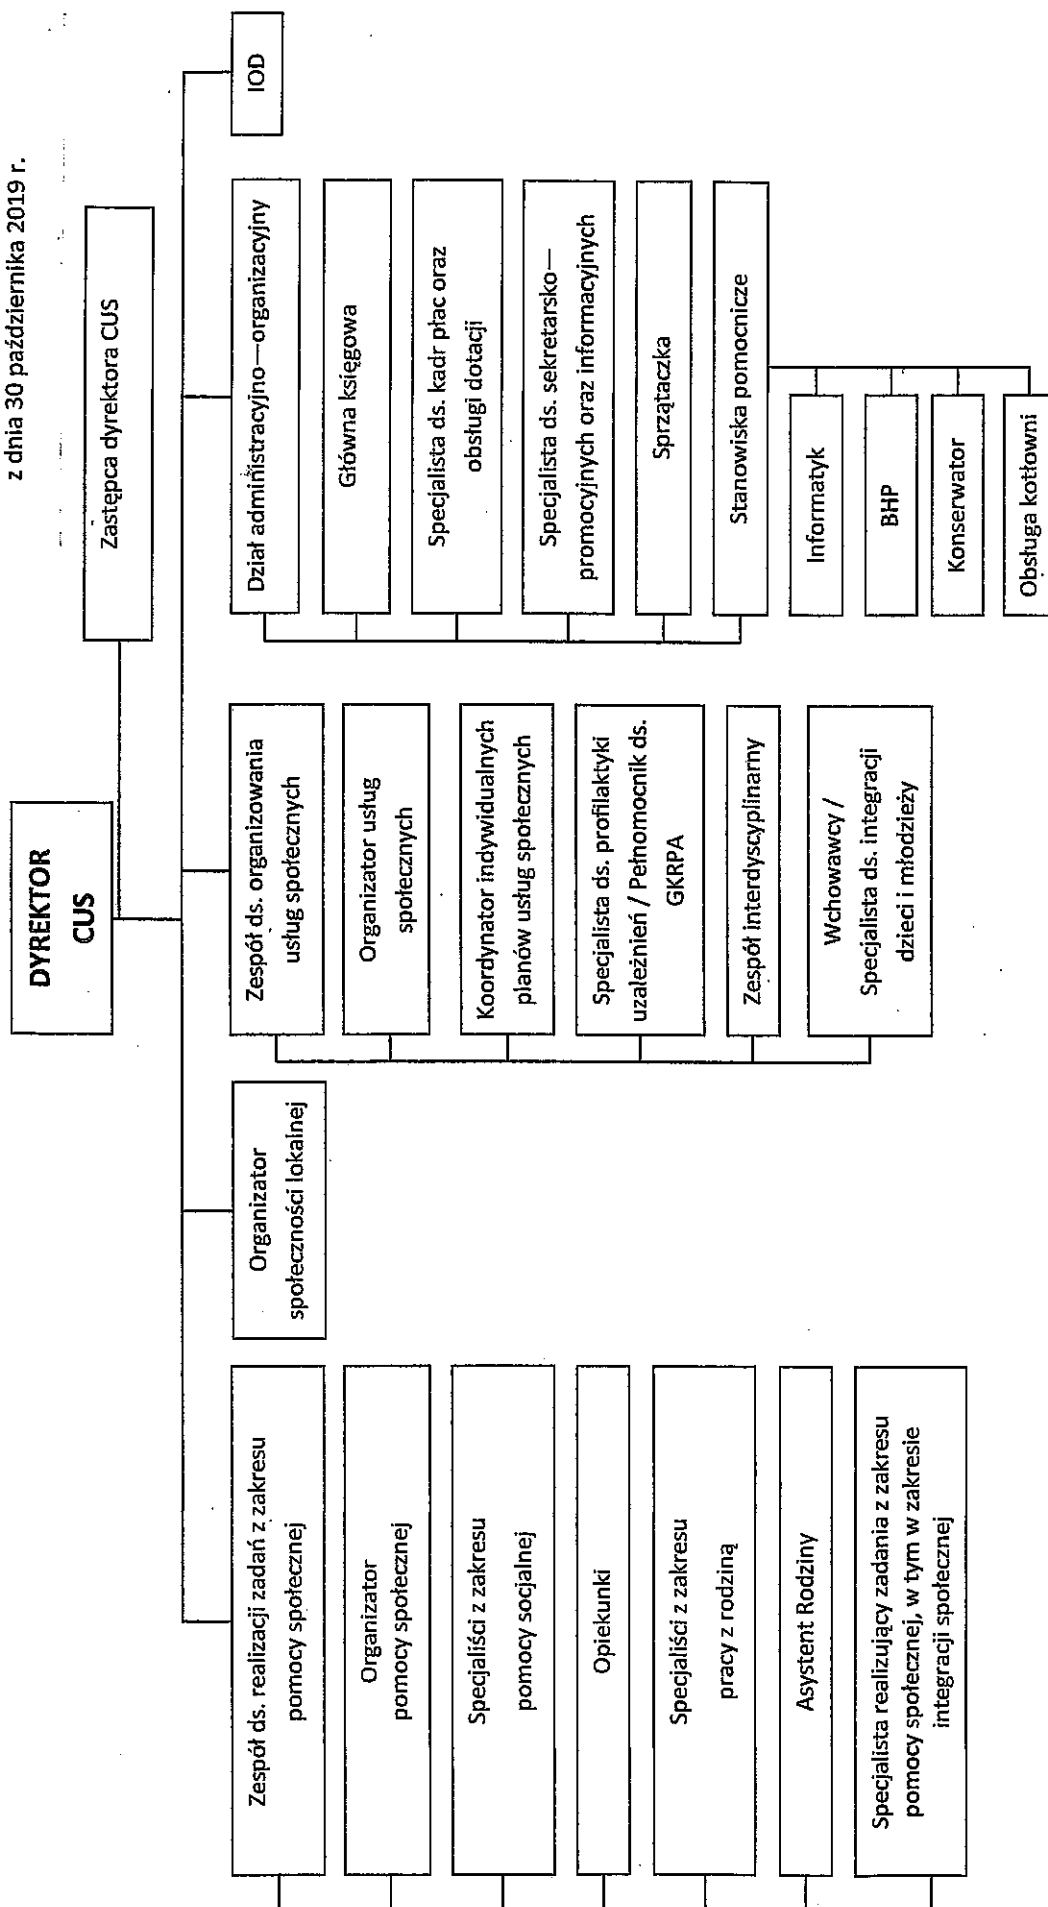 z dnia 30 października 2019 r.
DYREKTOR
CUS
Zastępca dyrektora CUS
Zespół ds. realizacji zadań z zakresu
pomocy społecznej
Organizator
pomocy społecznej
Specjaliści z zakresu
pomocy socjalnej
Opiekunki
Specjaliści z zakresu
pracy z rodziną
Asystent Rodziny
Specjalista realizujący zadania z zakresu
pomocy społecznej, w tym w zakresie
integracji społecznej
Organizator
społeczności lokalnej
Zespół ds. organizowania
usług społecznych
Organizator usług
społecznych
Koordynator indywidualnych
planów usług społecznych
Specjalista ds. profilaktyki
uzależnień / Pełnomocnik ds.
GKRPA
Zespół interdyscyplinarny
Wchowawcy /
Specjalista ds. integracji
dzieci i młodzieży
Dział administracyjno—organizacyjny
Główna księgowa
Specjalista ds. kadr płac oraz
obsługi dotacji
Specjalista ds. sekretarsko—
promocyjnych oraz informacyjnych
Sprzątaczka
Stanowiska pomocnicze
Informatyk
BHP
Konserwator
Obsługa kotłowni
IOD